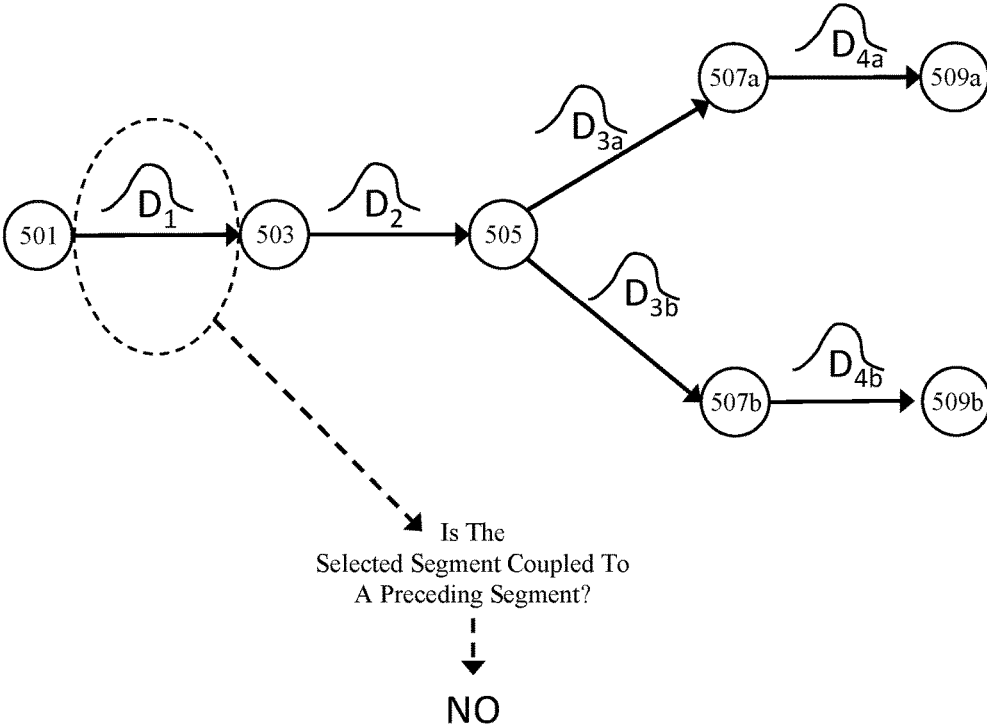 D4a
507a
509a
D3a
D1
D2
501
503
505
D3b
D4b
507b
509b
Is The
Selected Segment Coupled To
A Preceding Segment?
NO